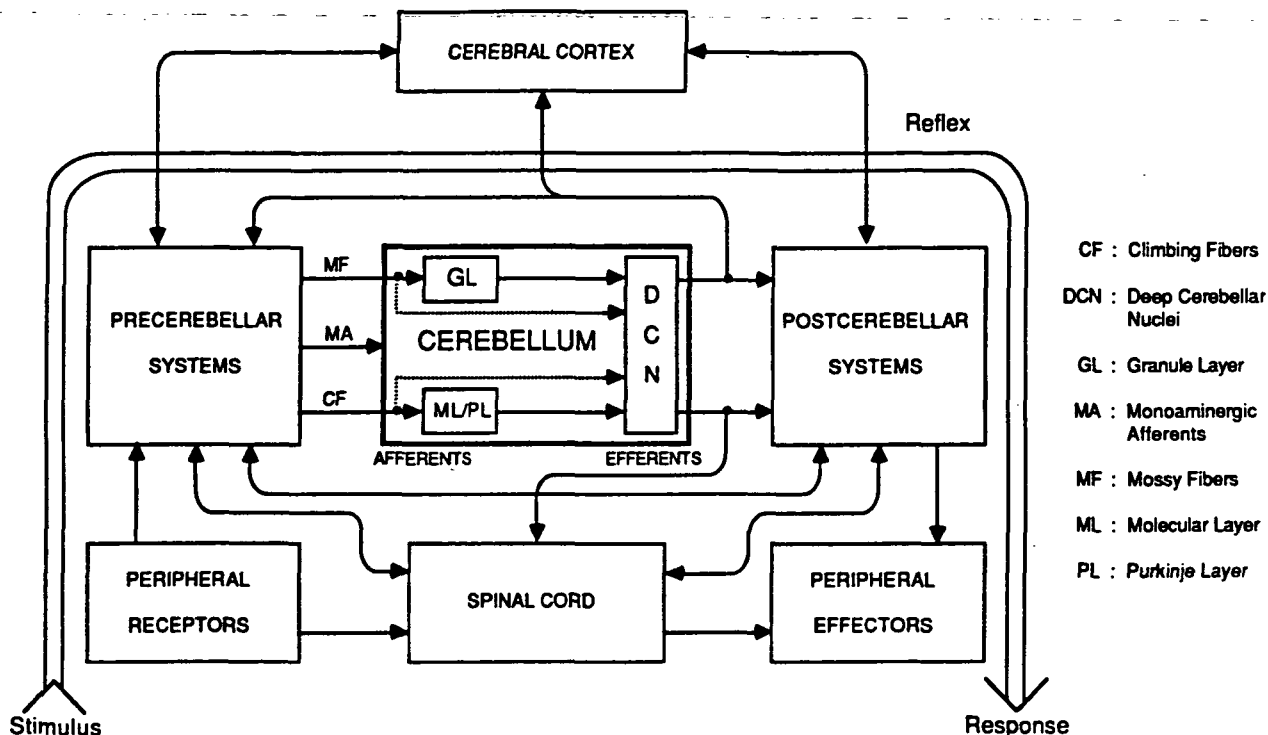 CEREBRAL CORTEX
Reflex
PRECEREBELLAR
SYSTEMS
MF
MA
CF
GL
CEREBELLUM
ML/PL
D
C
N
AFFERENTS
EFFERENTS
POSTCEREBELLAR
SYSTEMS
PERIPHERAL
RECEPTORS
SPINAL CORD
PERIPHERAL
EFFECTORS
Stimulus
Response
CF : Climbing Fibers
DCN : Deep Cerebellar
Nuclei
GL : Granule Layer
MA : Monoaminergic
Afferents
MF : Mossy Fibers
ML : Molecular Layer
PL : Purkinje Layer